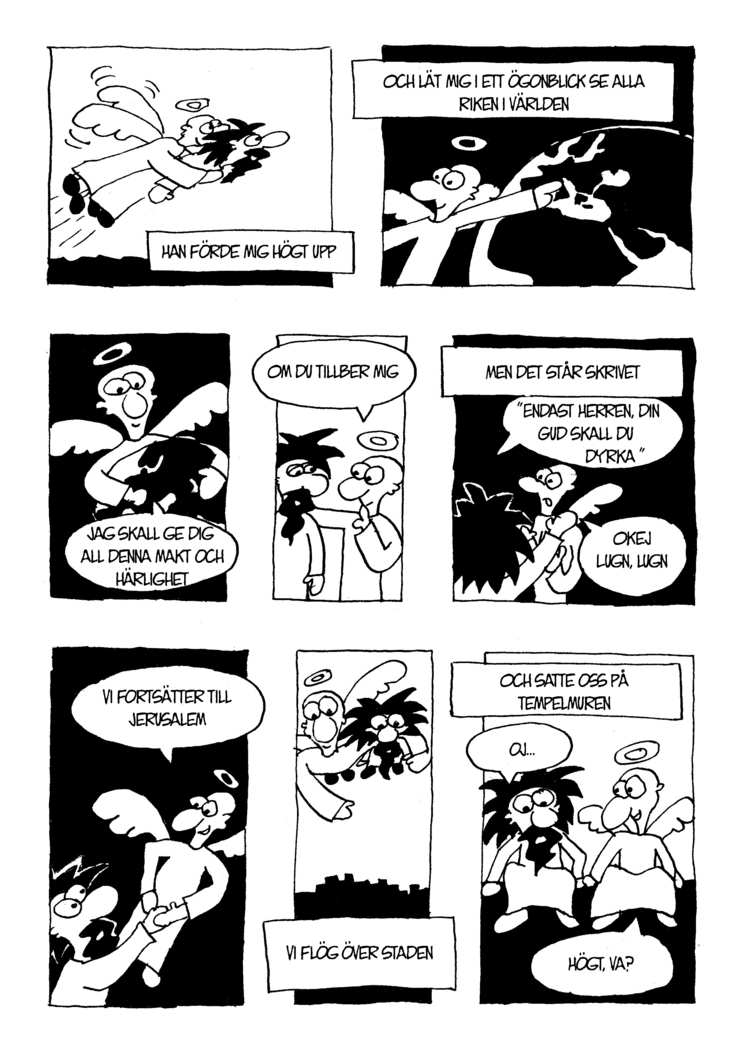 HAN FÖRDE MIG HÖGT UPP
OCH LÄT MIG I ETT ÖGONBLICK SE ALLA
RIKEN I VÄRLDEN
JAG SKALL GE DIG
ALL DENNA MAKT OCH
HÄRLIGHET
OM DU TILLBER MIG
MEN DET STÅR SKRIVET
"ENDAST HERREN, DIN
GUD SKALL DU
DYRKA"
OKEJ
LUGN, LUGN
VI FORTSÄTTER TILL
JERUSALEM
VI FLÖG ÖVER STADEN
OCH SATTE OSS PÅ
TEMPELMUREN
OJ...
HÖGT, VA?